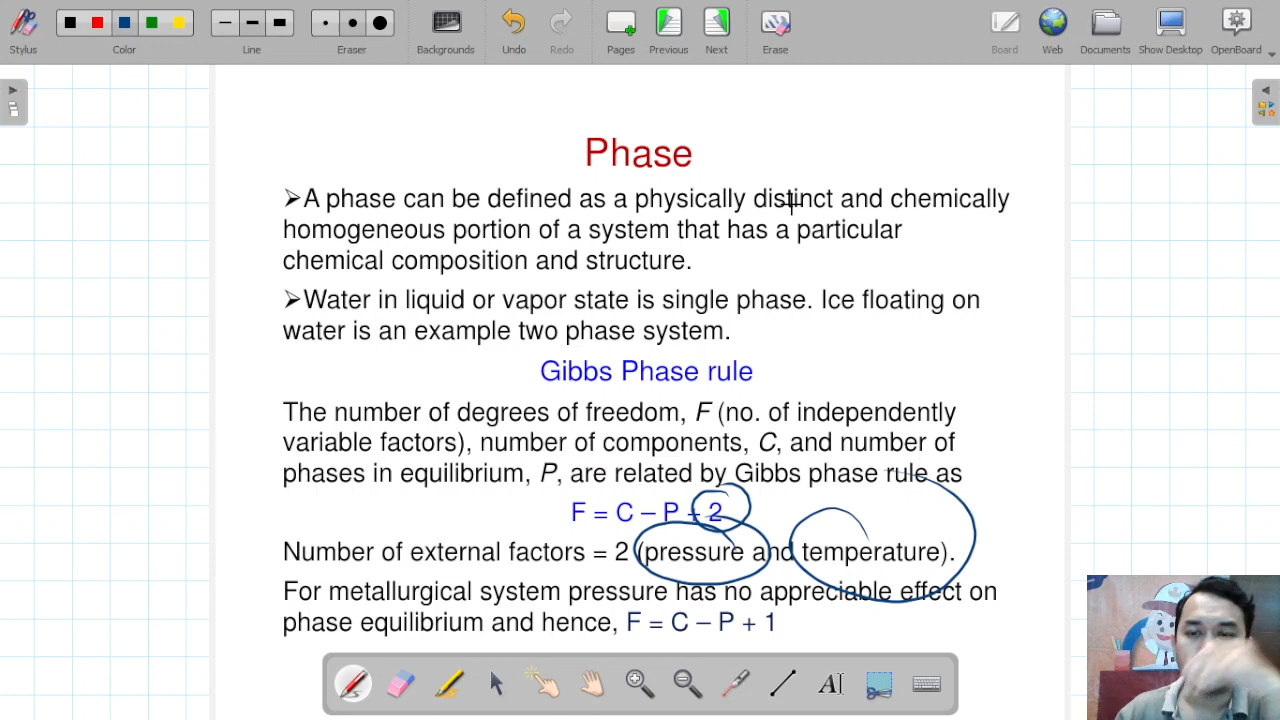 Stylus Color Line Eraser Backgrounds Undo Redo Pages Previous Next Erase Board Web Documents Show Desktop OpenBoard
Phase
➢A phase can be defined as a physically distinct and chemically
homogeneous portion of a system that has a particular
chemical composition and structure.
➢Water in liquid or vapor state is single phase. Ice floating on
water is an example two phase system.
Gibbs Phase rule
The number of degrees of freedom, F (no. of independently
variable factors), number of components, C, and number of
phases in equilibrium, P, are related by Gibbs phase rule as
F = C – P + 2
Number of external factors = 2 (pressure and temperature).
For metallurgical system pressure has no appreciable effect on
phase equilibrium and hence, F = C – P + 1